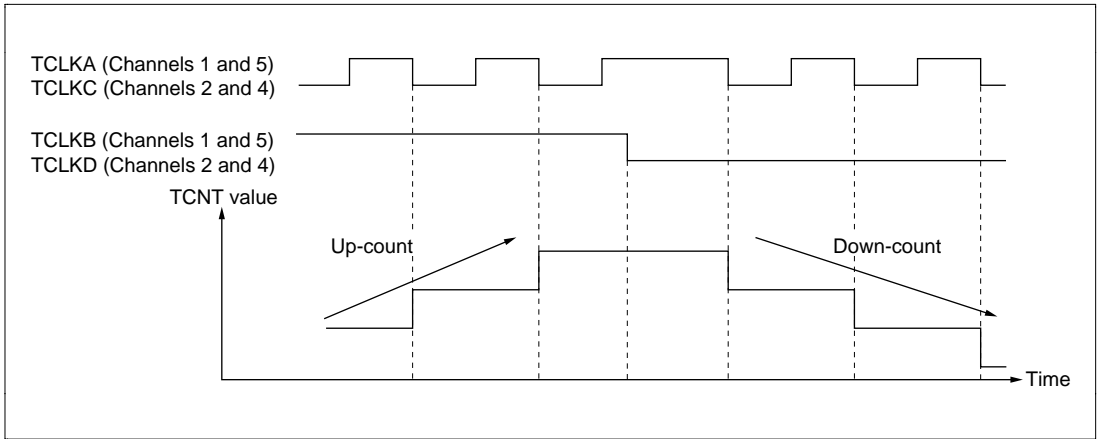 TCLKA (Channels 1 and 5)
TCLKC (Channels 2 and 4)
TCLKB (Channels 1 and 5)
TCLKD (Channels 2 and 4)
TCNT value
Up-count
Down-count
Time